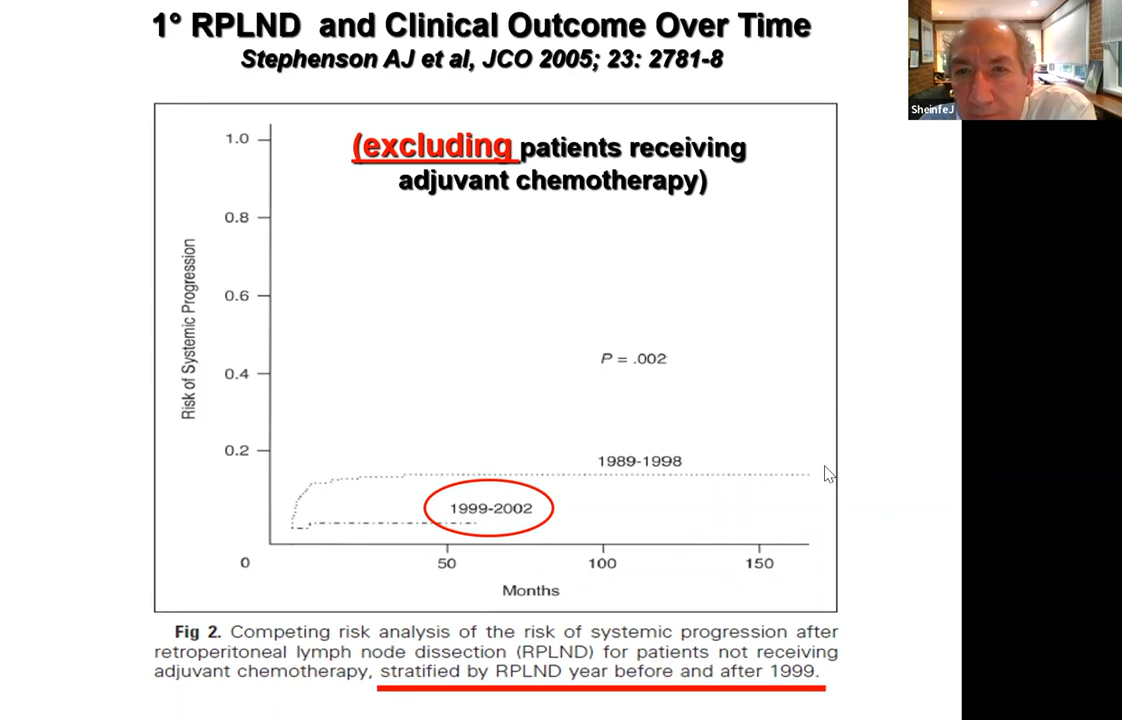 1° RPLND and Clinical Outcome Over Time
Stephenson AJ et al, JCO 2005; 23: 2781-8
SheinfeJ
(excluding patients receiving
adjuvant chemotherapy)
Risk of Systemic Progression
1.0
0.8
0.6
0.4
0.2
0
P = .002
1989-1998
1999-2002
50
100
150
Months
Fig 2. Competing risk analysis of the risk of systemic progression after
retroperitoneal lymph node dissection (RPLND) for patients not receiving
adjuvant chemotherapy, stratified by RPLND year before and after 1999.